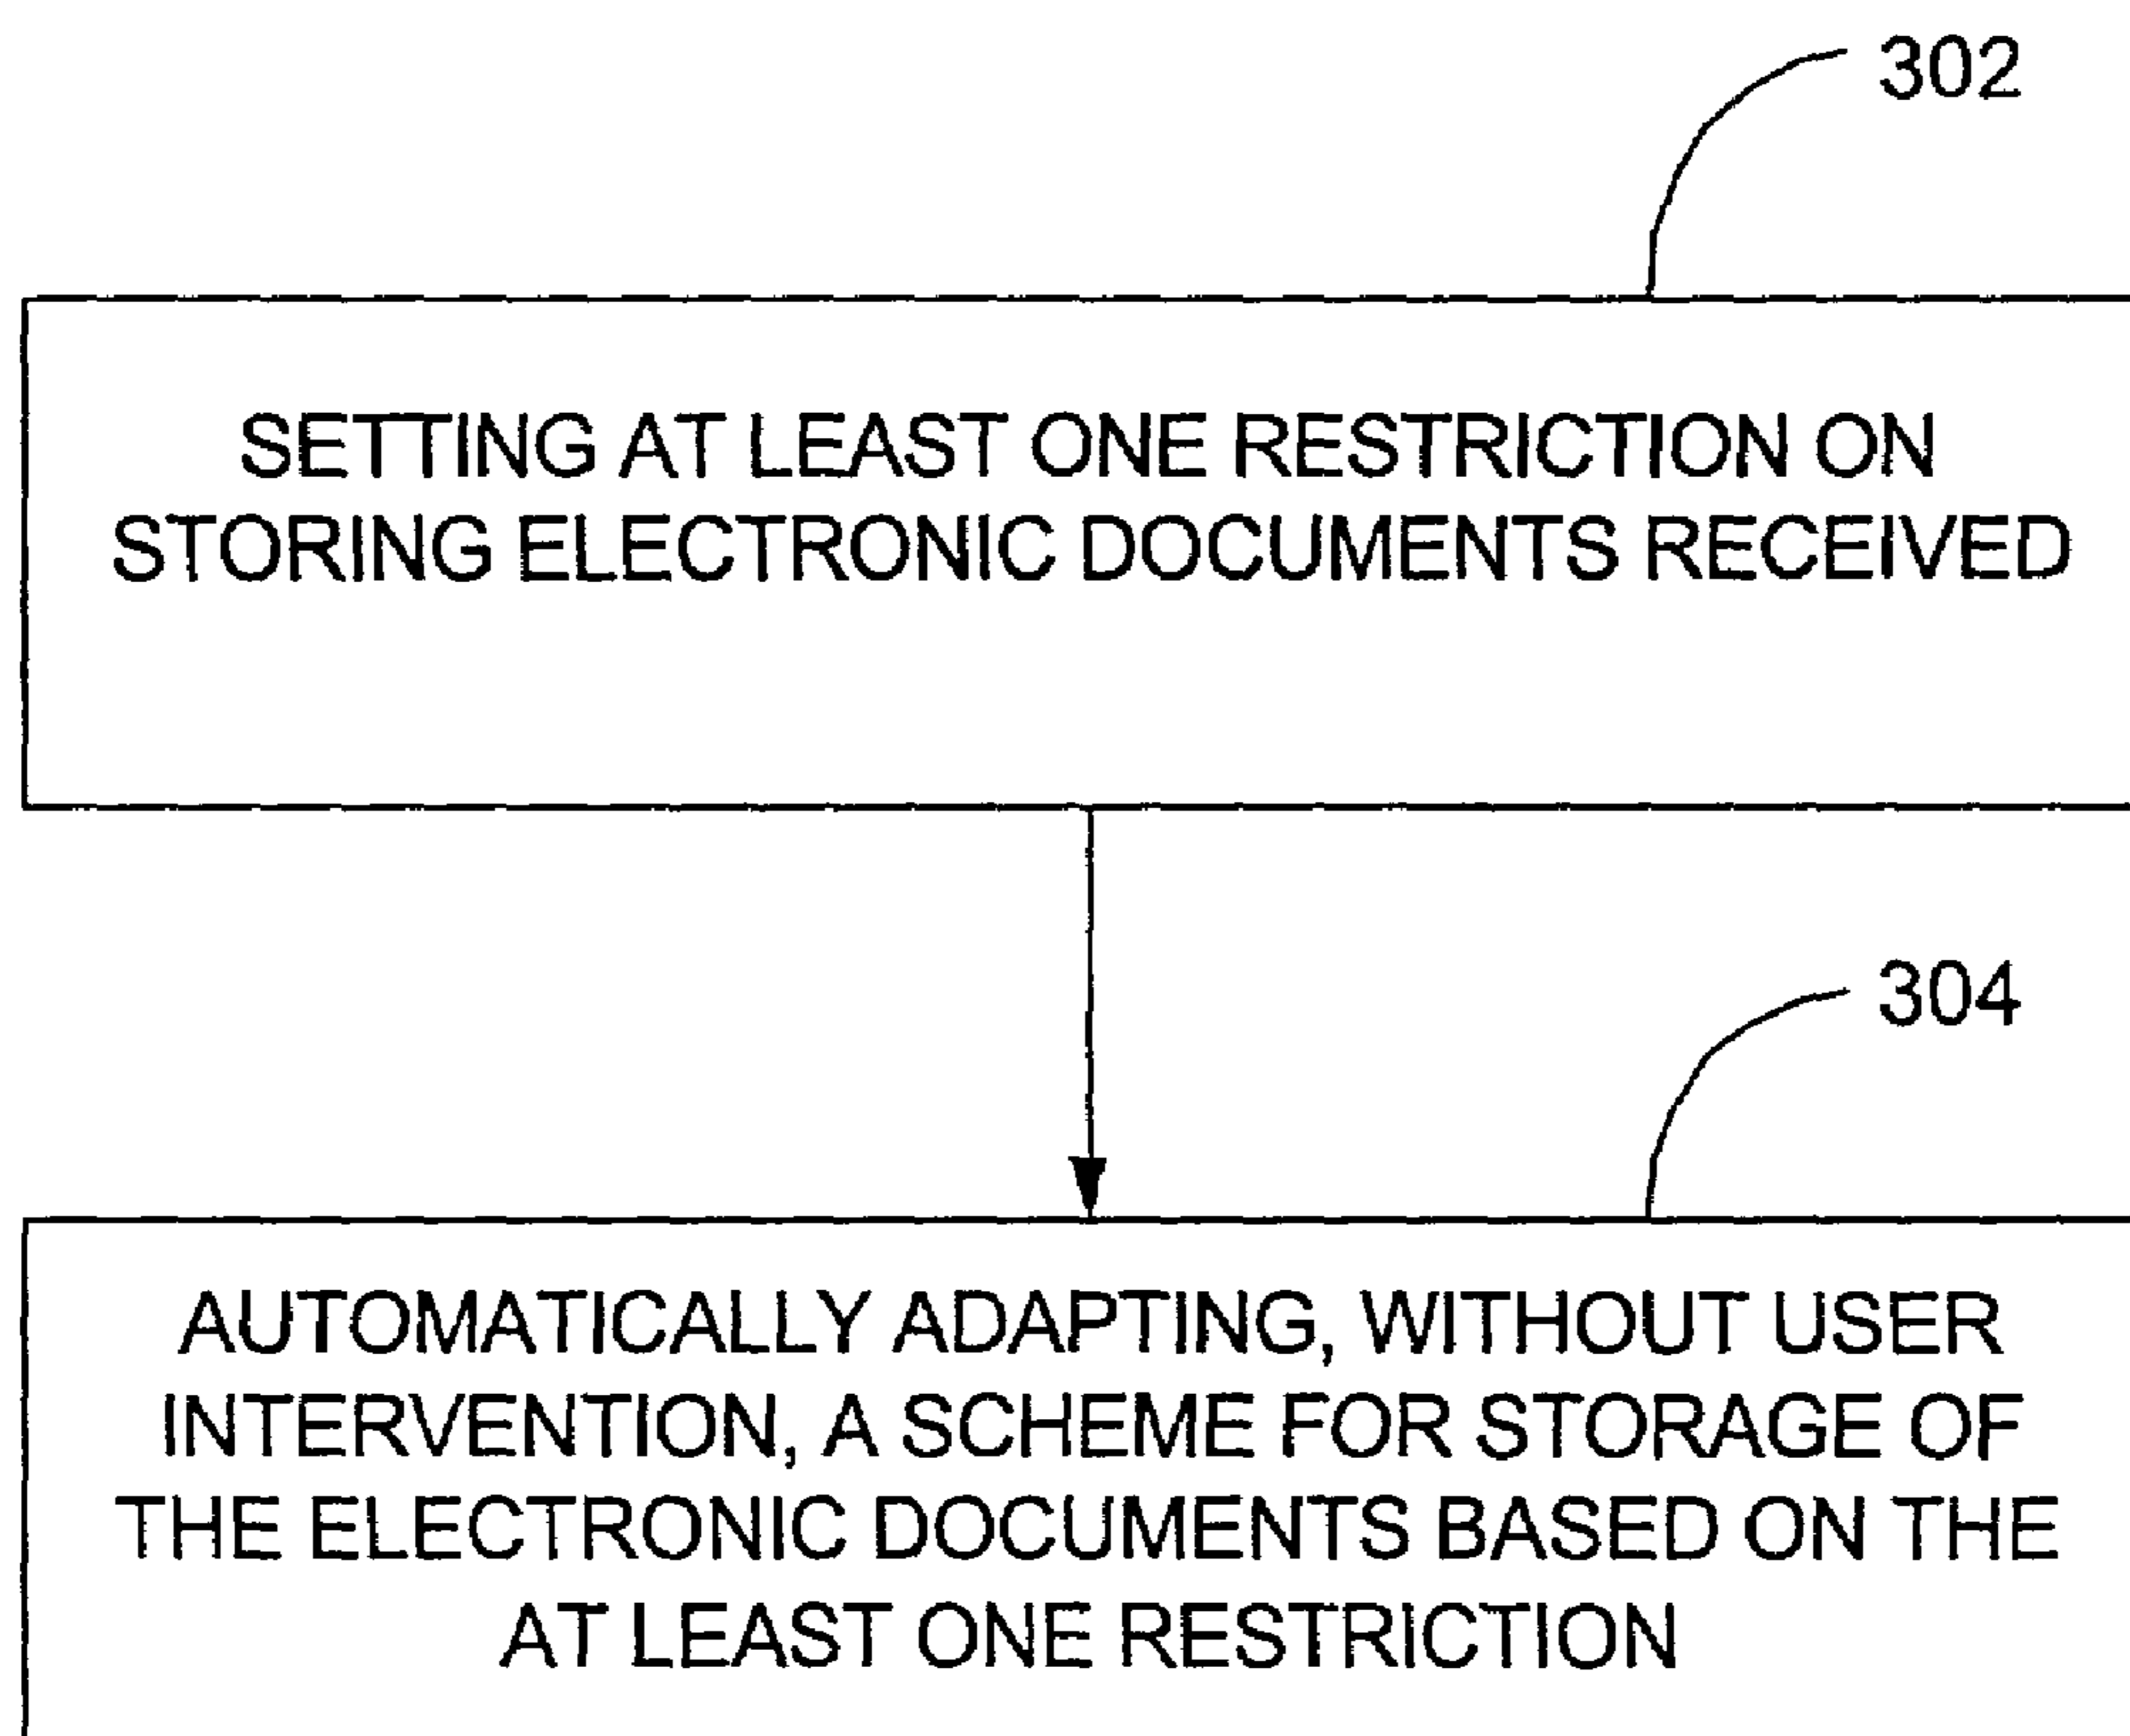 302
SETTING AT LEAST ONE RESTRICTION ON
STORING ELECTRONIC DOCUMENTS RECEIVED
304
AUTOMATICALLY ADAPTING, WITHOUT USER
INTERVENTION, A SCHEME FOR STORAGE OF
THE ELECTRONIC DOCUMENTS BASED ON THE
AT LEAST ONE RESTRICTION